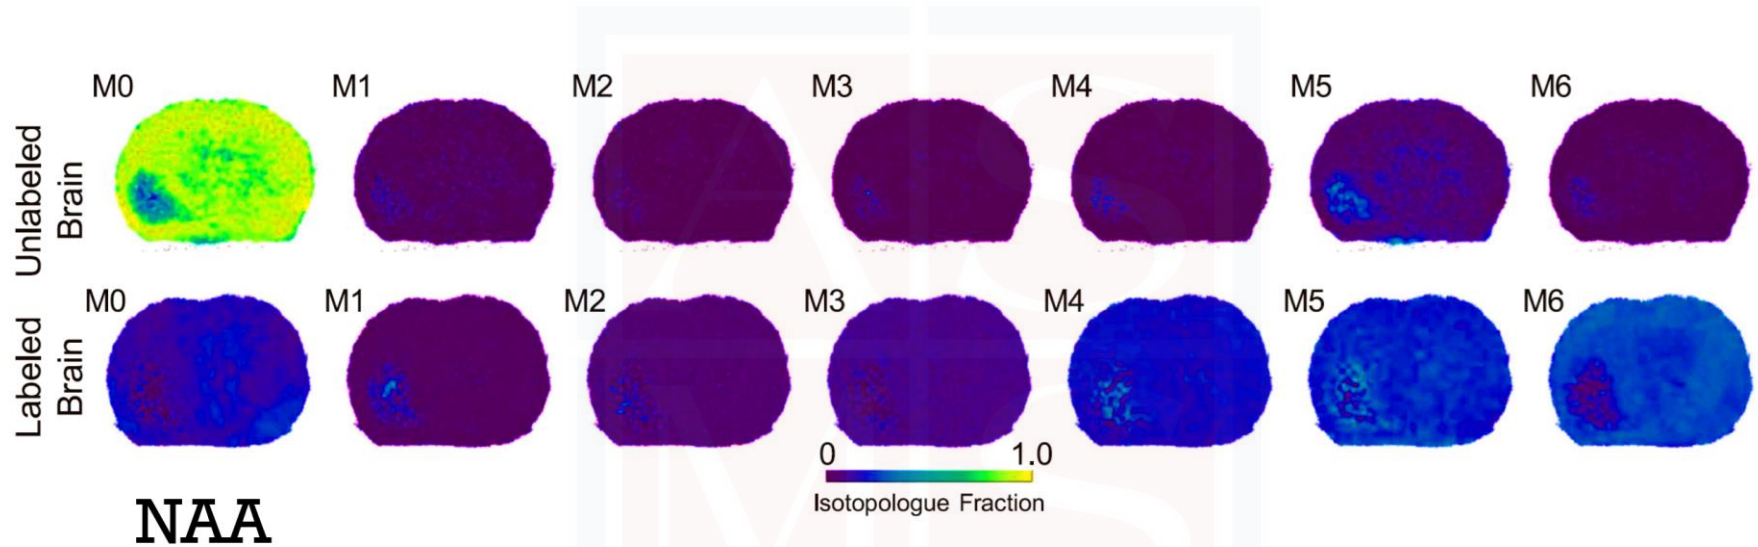 M0 M1 M2 M3 M4 M5 M6
Unlabeled
Brain
M0 M1 M2 M3 M4 M5 M6
Labeled
Brain
0 1.0
Isotopologue Fraction
NAA
ASMS